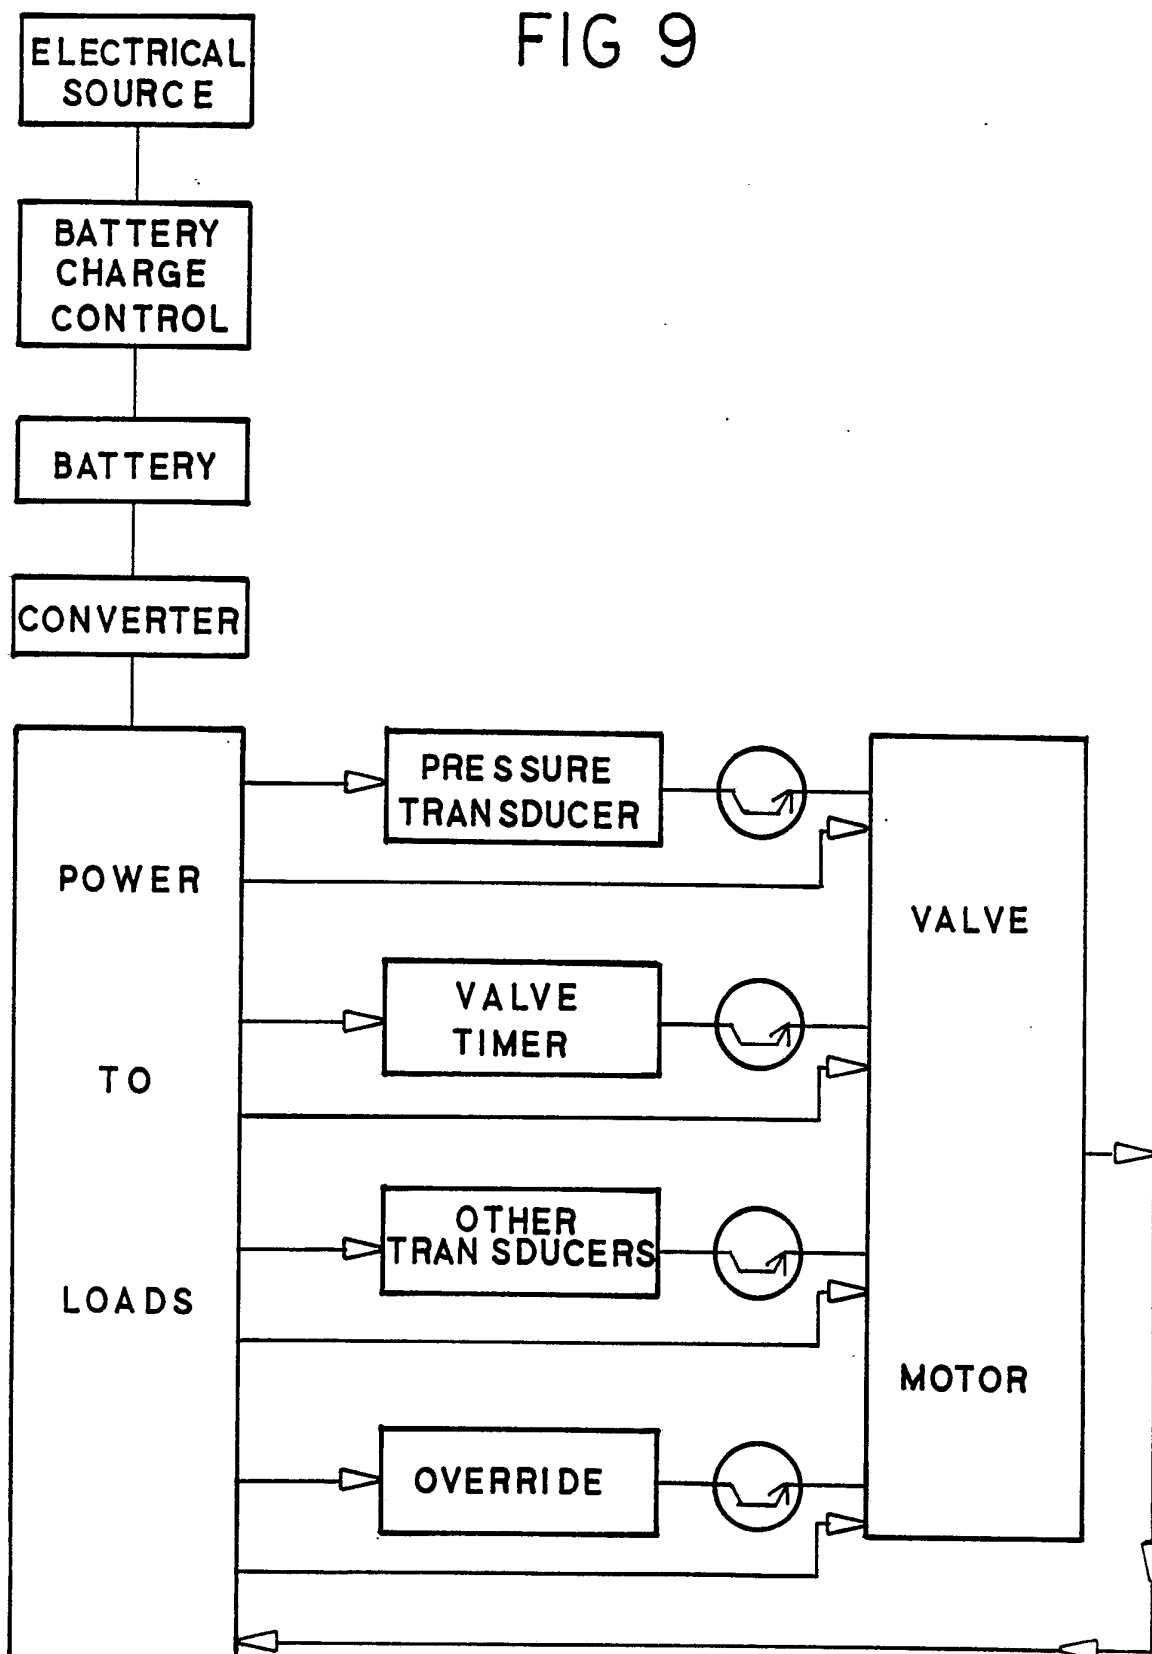 FIG 9
ELECTRICAL
SOURCE
BATTERY
CHARGE
CONTROL
BATTERY
CONVERTER
POWER
TO
LOADS
PRESSURE
TRANSDUCER
VALVE
TIMER
OTHER
TRANSDUCERS
OVERRIDE
VALVE
MOTOR